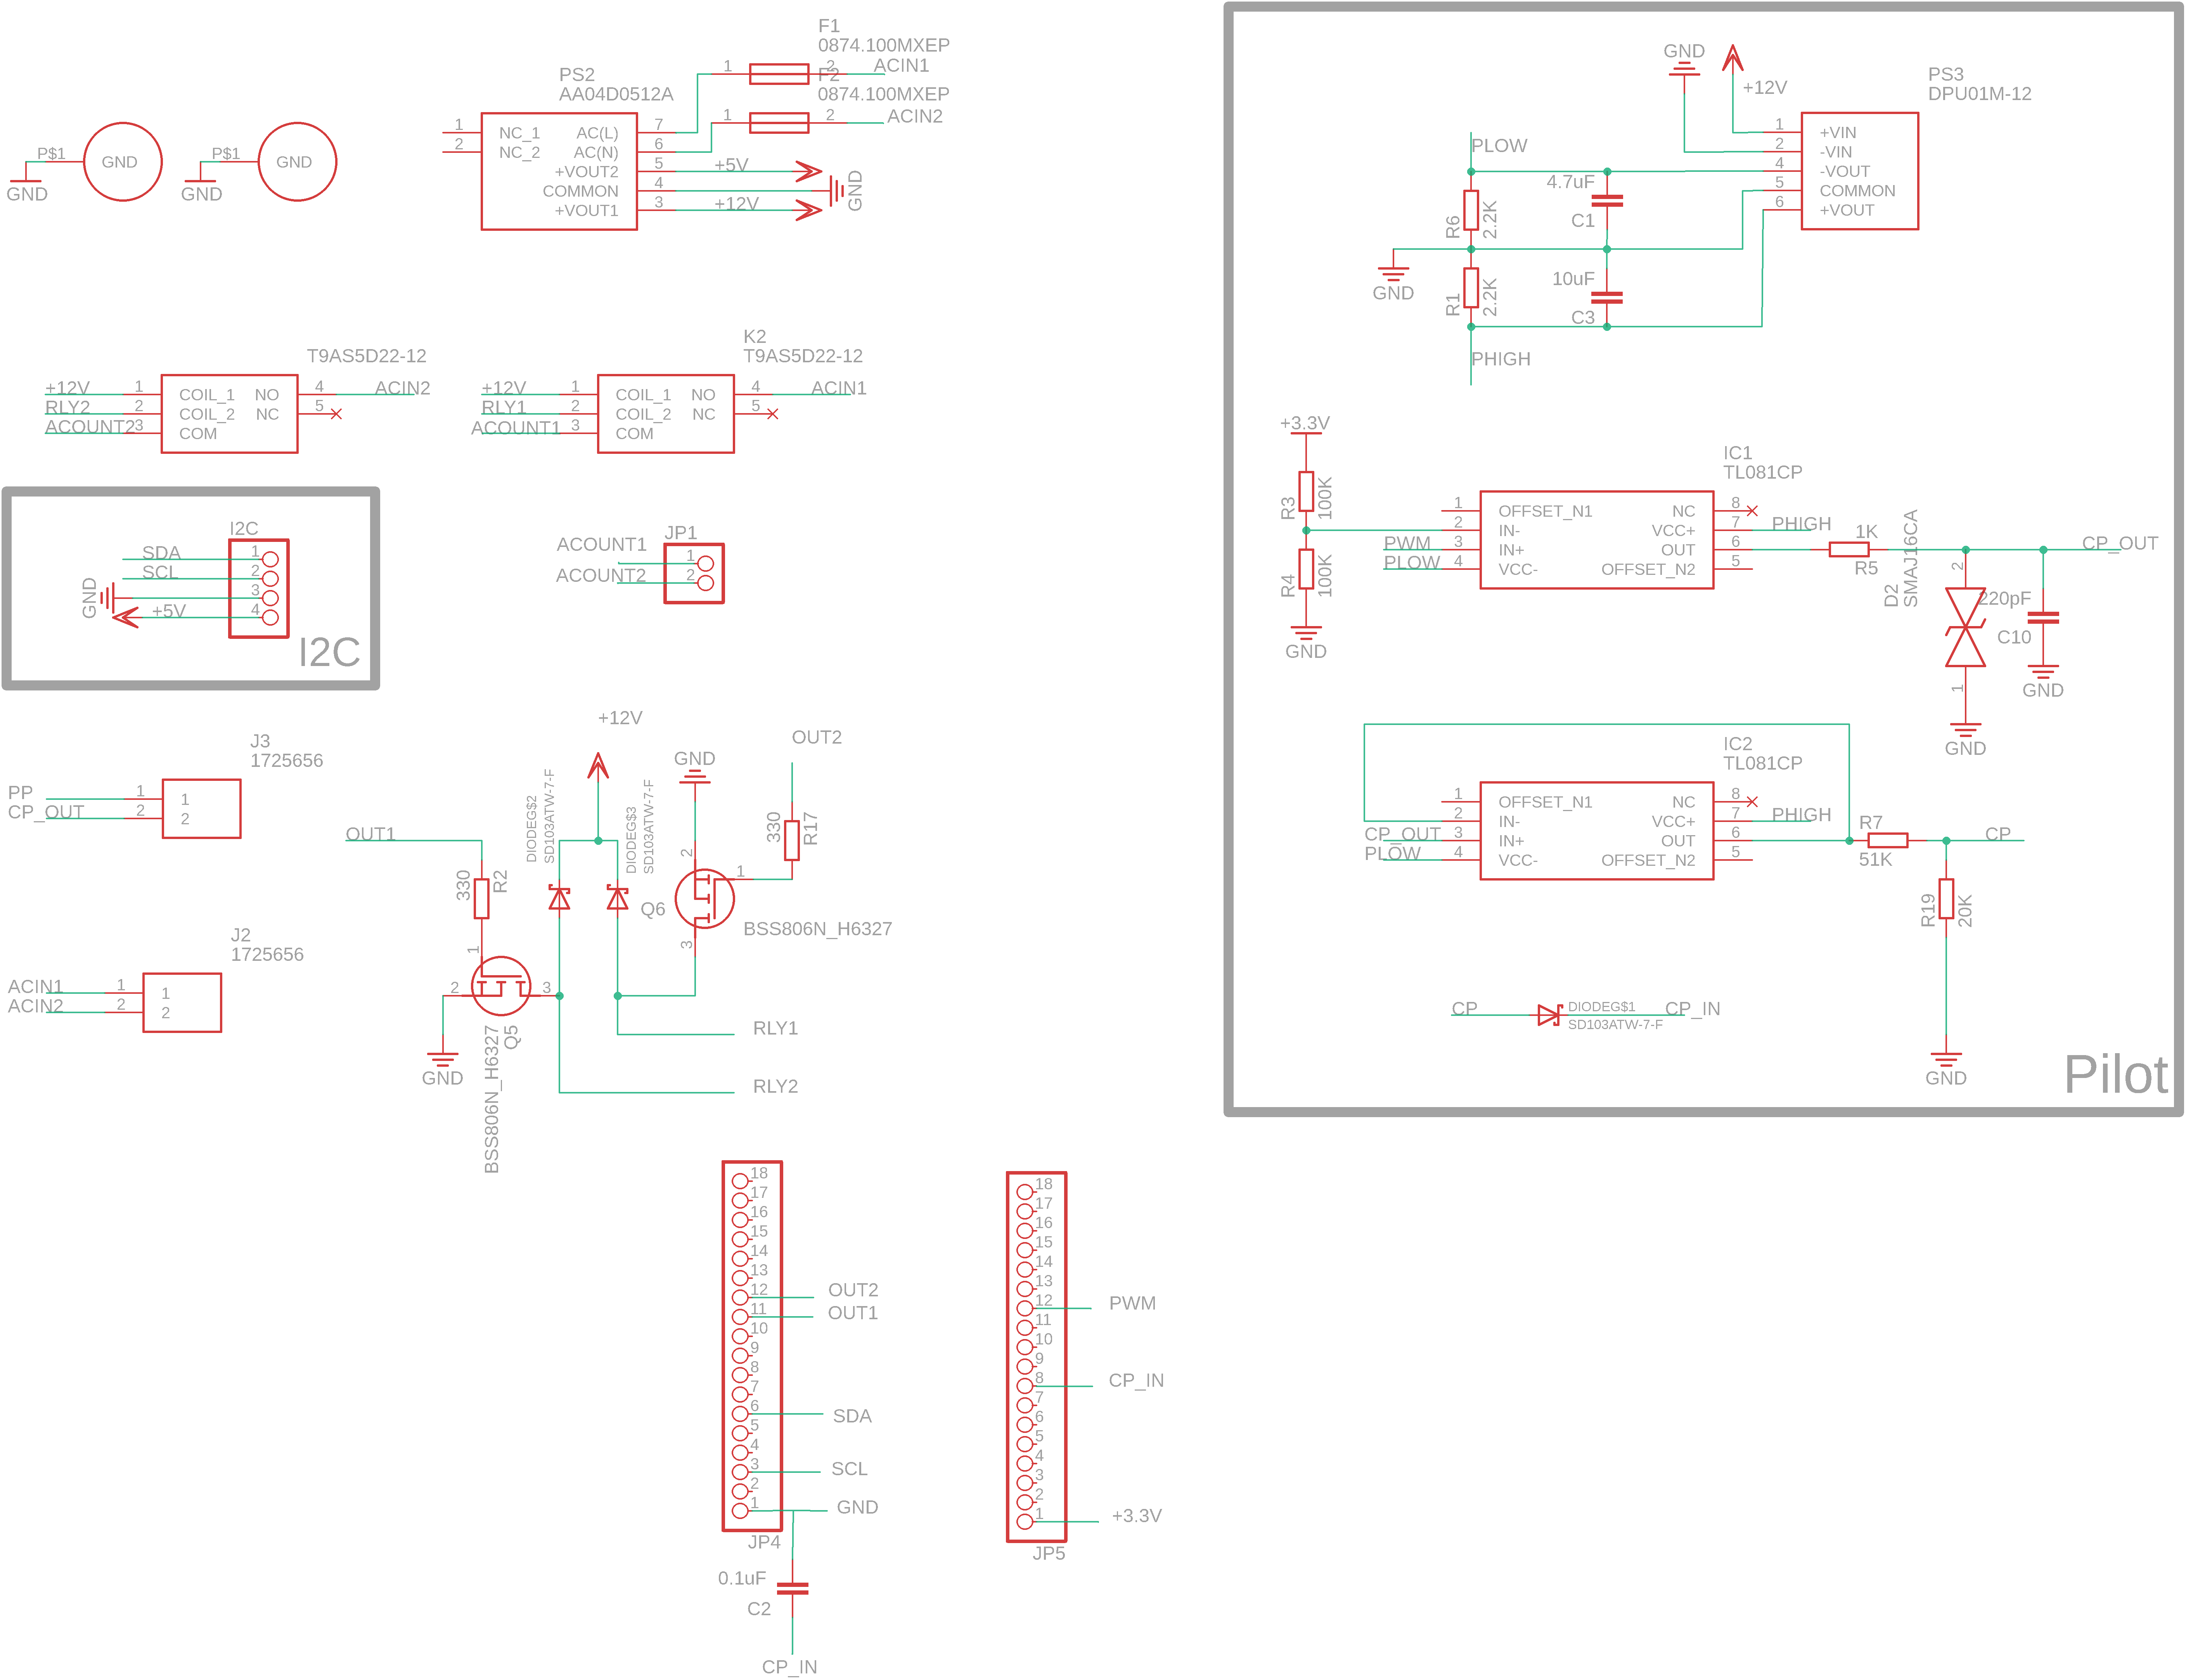 F1
0874.100MXEP
ACIN1
1
2
F2
0874.100MXEP
ACIN2
1
2
PS2
AA04D0512A
1 NC_1 AC(L) 7
2 NC_2 AC(N) 6
+VOUT2 5 +5V
COMMON 4 GND
+VOUT1 3 +12V
P$1 GND
GND
P$1 GND
GND
T9AS5D22-12
+12V 1 COIL_1 NO 4 ACIN2
RLY2 2 COIL_2 NC 5
ACOUNT2 3 COM
K2
T9AS5D22-12
+12V 1 COIL_1 NO 4 ACIN1
RLY1 2 COIL_2 NC 5
ACOUNT1 3 COM
I2C
SDA 1
SCL 2
GND 3
+5V 4
I2C
JP1
ACOUNT1 1
ACOUNT2 2
J3
1725656
PP 1 1
CP_OUT 2 2
J2
1725656
ACIN1 1 1
ACIN2 2 2
+12V
GND
OUT2
OUT1
DIODEG$2
SD103ATW-7-F
DIODEG$3
SD103ATW-7-F
330
R17
330
R2
2
1
3
Q6
BSS806N_H6327
1
2
3
Q5
BSS806N_H6327
GND
RLY1
RLY2
18
17
16
15
14
13
12 OUT2
11 OUT1
10
9
8
7
6 SDA
5
4
3 SCL
2
1 GND
JP4
0.1uF
C2
CP_IN
18
17
16
15
14
13
12 PWM
11
10
9
8 CP_IN
7
6
5
4
3
2
1 +3.3V
JP5
GND
+12V
PS3
DPU01M-12
1 +VIN
2 -VIN
4 -VOUT
5 COMMON
6 +VOUT
PLOW
4.7uF
C1
R6
2.2K
GND
R1
2.2K
10uF
C3
PHIGH
+3.3V
R3
100K
R4
100K
GND
IC1
TL081CP
1 OFFSET_N1 NC 8
2 IN- VCC+ 7 PHIGH
PWM 3 IN+ OUT 6
PLOW 4 VCC- OFFSET_N2 5
1K
R5
CP_OUT
D2
SMAJ16CA
2
1
GND
220pF
C10
GND
IC2
TL081CP
1 OFFSET_N1 NC 8
2 IN- VCC+ 7 PHIGH
CP_OUT 3 IN+ OUT 6
PLOW 4 VCC- OFFSET_N2 5
R7
51K
CP
R19
20K
GND
CP
DIODEG$1
SD103ATW-7-F
CP_IN
Pilot